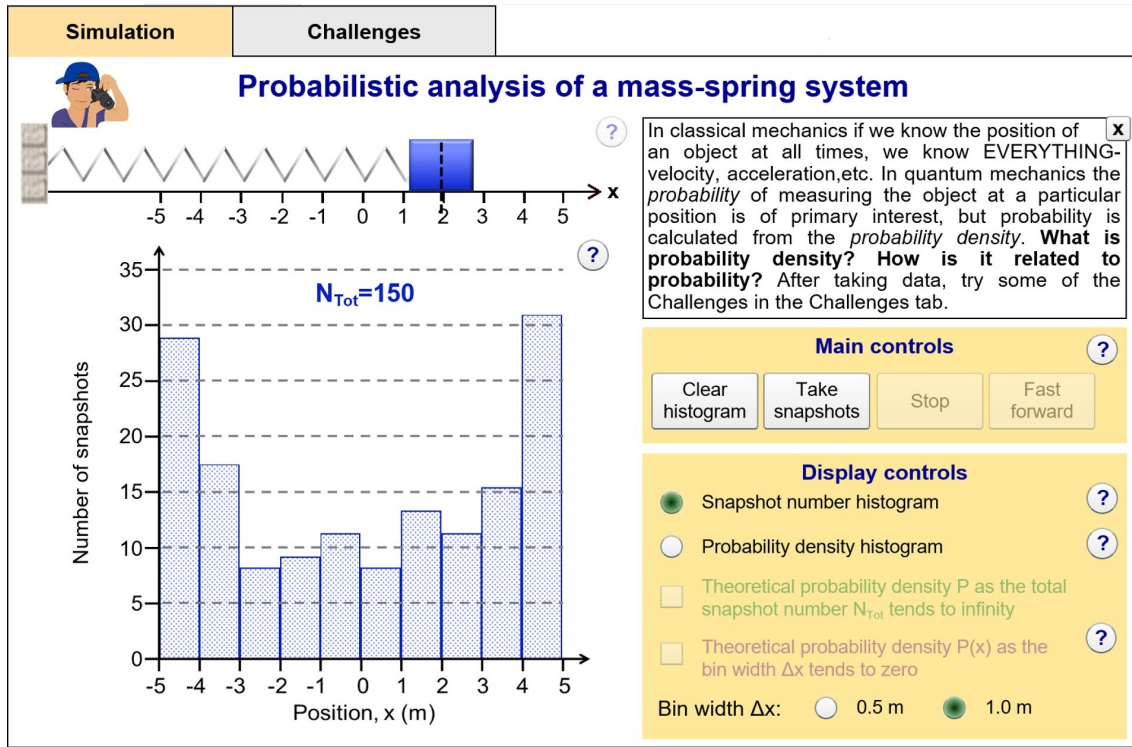 Simulation
Challenges
Probabilistic analysis of a mass-spring system
?
x
-5 -4 -3 -2 -1 0 1 2 3 4 5
In classical mechanics if we know the position of
an object at all times, we know EVERYTHING-
velocity, acceleration,etc. In quantum mechanics the
probability of measuring the object at a particular
position is of primary interest, but probability is
calculated from the probability density. What is
probability density? How is it related to
probability? After taking data, try some of the
Challenges in the Challenges tab.
x
?
N_Tot=150
Number of snapshots
35
30
25
20
15
10
5
0
-5 -4 -3 -2 -1 0 1 2 3 4 5
Position, x (m)
Main controls
?
Clear
histogram
Take
snapshots
Stop
Fast
forward
Display controls
Snapshot number histogram
?
Probability density histogram
?
Theoretical probability density P as the total
snapshot number N_Tot tends to infinity
Theoretical probability density P(x) as the
bin width Δx tends to zero
?
Bin width Δx: 0.5 m 1.0 m